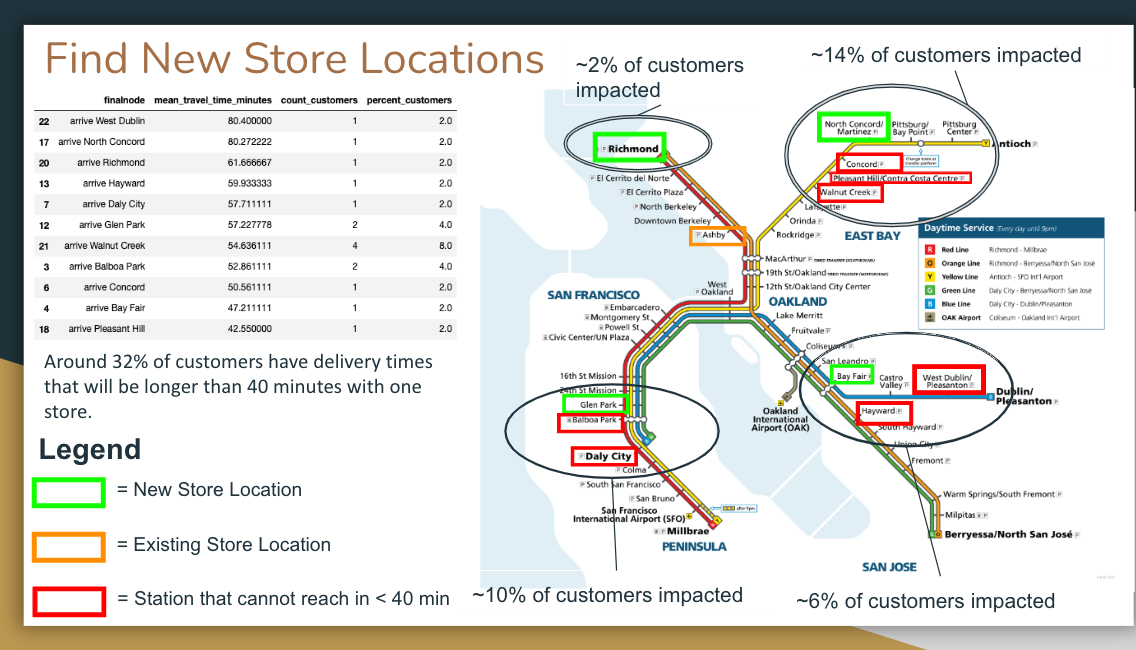 Find New Store Locations
~2% of customers
impacted
~14% of customers impacted
finalnode mean_travel_time_minutes count_customers percent_customers
22 arrive West Dublin 80.400000 1 2.0
17 arrive North Concord 80.272222 1 2.0
20 arrive Richmond 61.666667 1 2.0
13 arrive Hayward 59.933333 1 2.0
7 arrive Daly City 57.711111 1 2.0
12 arrive Glen Park 57.227778 2 4.0
21 arrive Walnut Creek 54.636111 4 8.0
3 arrive Balboa Park 52.861111 2 4.0
6 arrive Concord 50.561111 1 2.0
4 arrive Bay Fair 47.211111 1 2.0
18 arrive Pleasant Hill 42.550000 1 2.0
Around 32% of customers have delivery times
that will be longer than 40 minutes with one
store.
Legend
= New Store Location
= Existing Store Location
= Station that cannot reach in < 40 min
Richmond
El Cerrito del Norte
El Cerrito Plaza
North Berkeley
Downtown Berkeley
Ashby
North Concord/
Martinez
Pittsburg/
Bay Point
Pittsburg
Center
Antioch
Concord
Pleasant Hill/Contra Costa Centre
Walnut Creek
Lafayette
Orinda
Rockridge
EAST BAY
MacArthur
19th St/Oakland
12th St/Oakland City Center
West
Oakland
OAKLAND
Lake Merritt
Fruitvale
Coliseum
San Leandro
Bay Fair
Castro
Valley
West Dublin/
Pleasanton
Dublin/
Pleasanton
Hayward
South Hayward
Union City
Fremont
Warm Springs/South Fremont
Milpitas
Berryessa/North San José
SAN JOSE
Oakland
International
Airport (OAK)
SAN FRANCISCO
Embarcadero
Montgomery St
Powell St
Civic Center/UN Plaza
16th St Mission
24th St Mission
Glen Park
Balboa Park
Daly City
Colma
South San Francisco
San Bruno
San Francisco
International Airport (SFO)
Millbrae
PENINSULA
Daytime Service (Every day until 9pm)
R Red Line Richmond - Millbrae
O Orange Line Richmond - Berryessa/North San José
Y Yellow Line Antioch - SFO Int'l Airport
G Green Line Daly City - Berryessa/North San José
B Blue Line Daly City - Dublin/Pleasanton
OAK Airport Coliseum - Oakland Int'l Airport
~10% of customers impacted
~6% of customers impacted